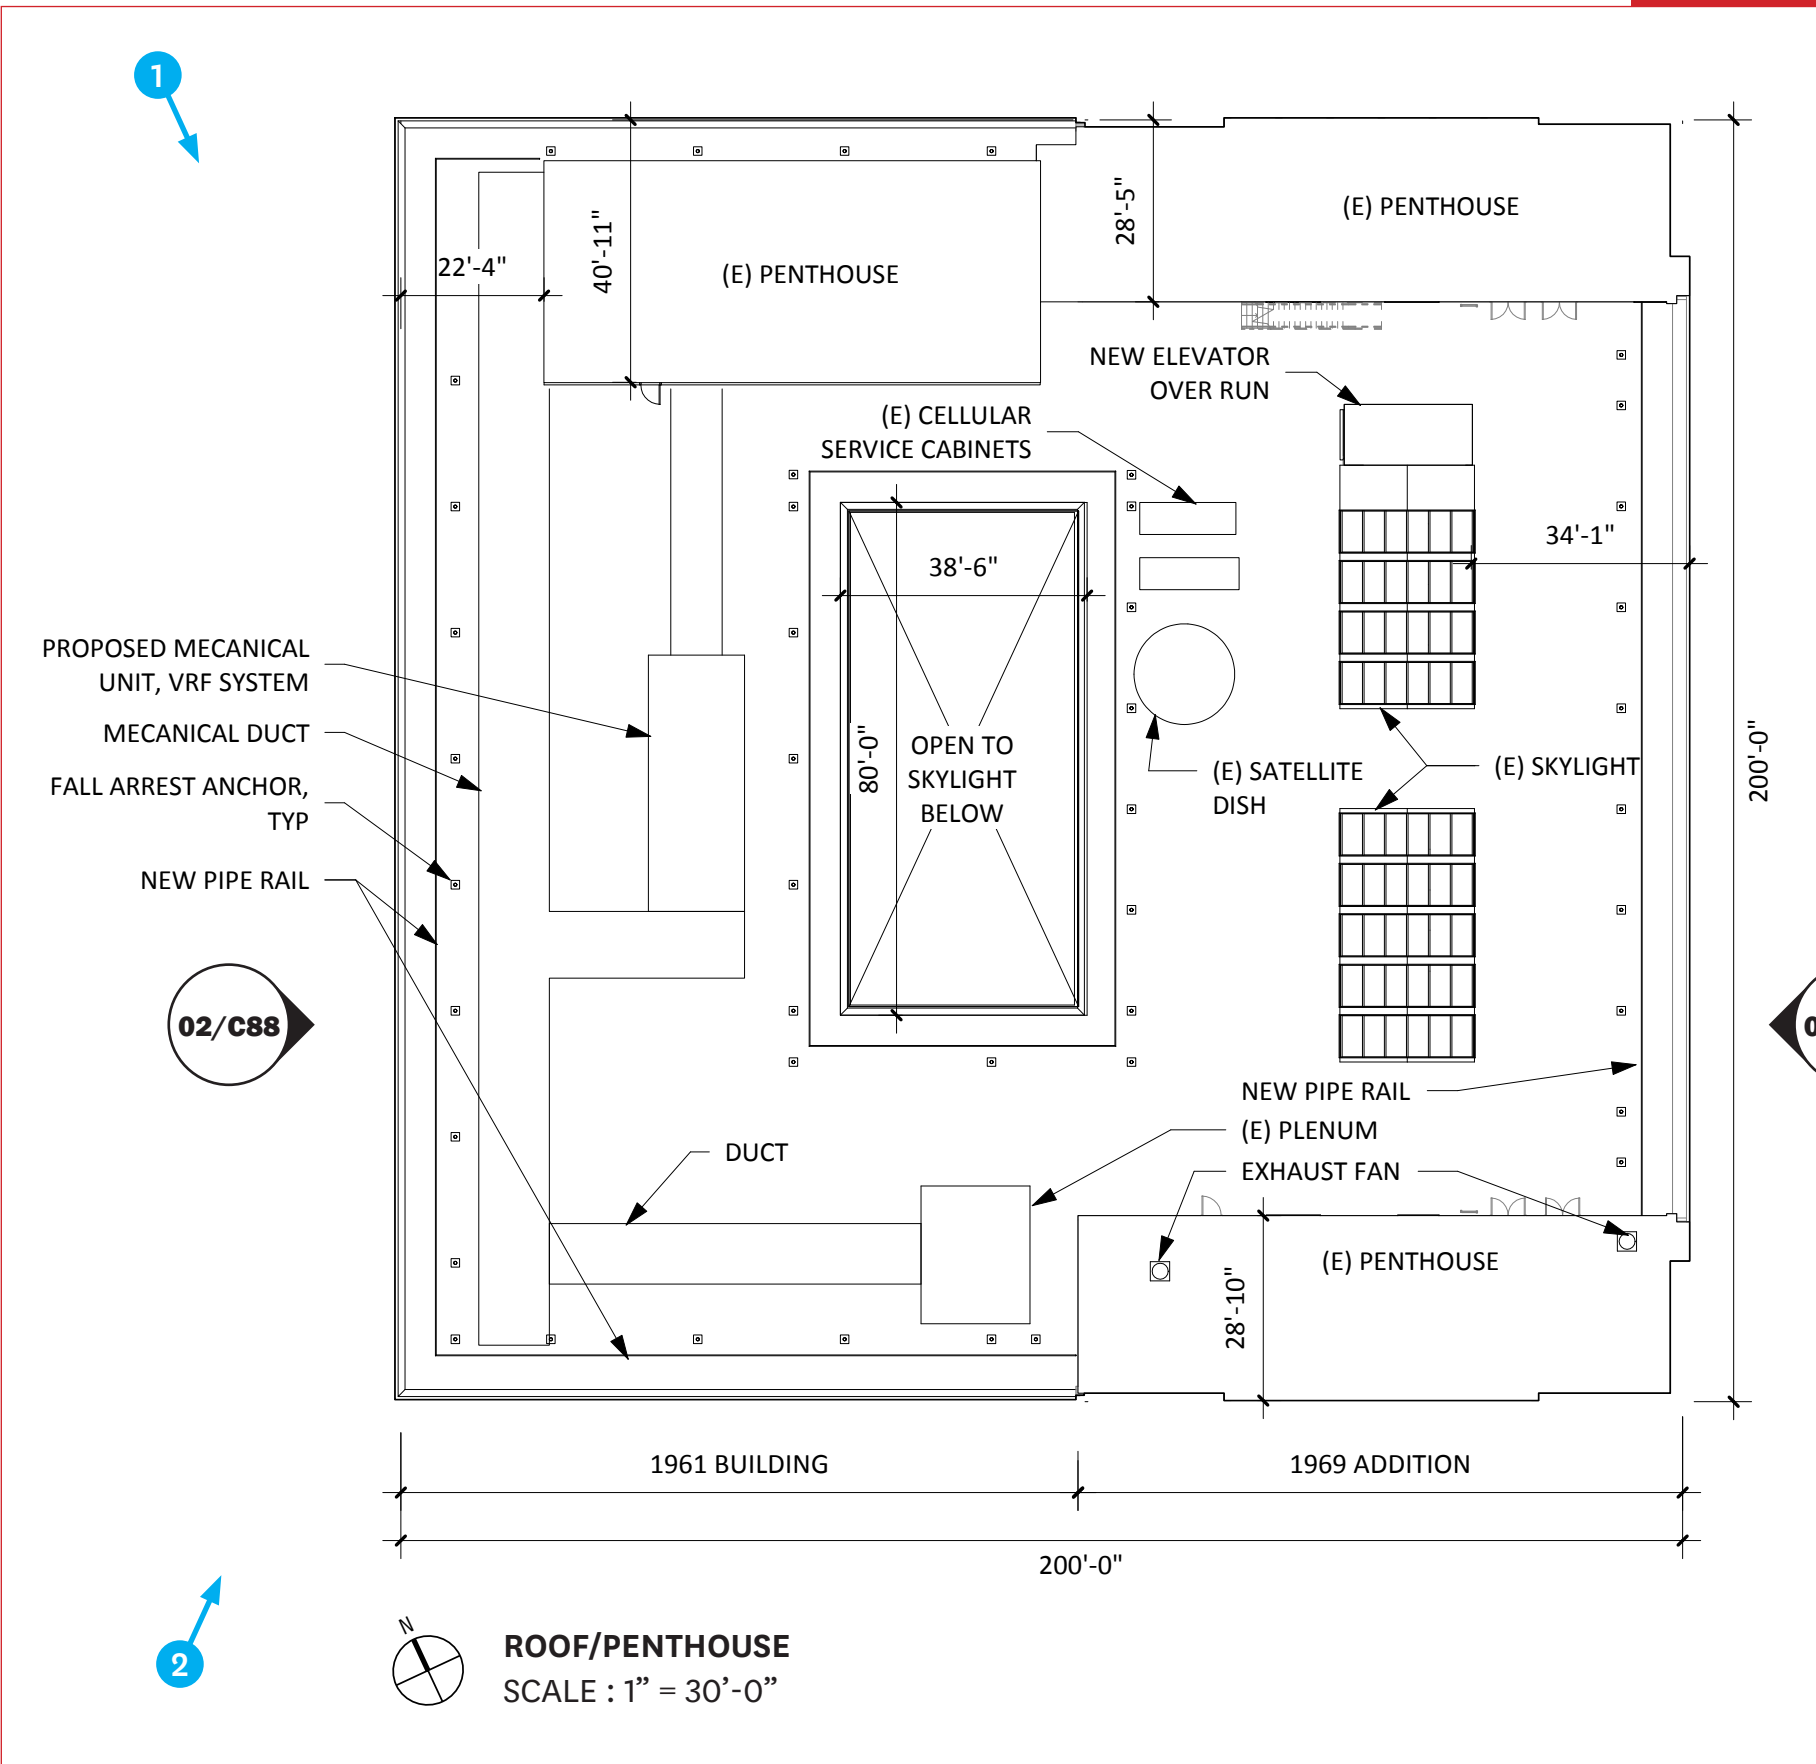 1
40'-11"
28'-5"
(E) PENTHOUSE
22'-4"
(E) PENTHOUSE
NEW ELEVATOR
OVER RUN
(E) CELLULAR
SERVICE CABINETS
34'-1"
38'-6"
PROPOSED MECANICAL
UNIT, VRF SYSTEM
MECANICAL DUCT
FALL ARREST ANCHOR,
TYP
NEW PIPE RAIL
80'-0"
OPEN TO
SKYLIGHT
BELOW
(E) SATELLITE
DISH
(E) SKYLIGHT
200'-0"
02/C88
0
NEW PIPE RAIL
(E) PLENUM
DUCT
EXHAUST FAN
(E) PENTHOUSE
28'-10"
1961 BUILDING
1969 ADDITION
200'-0"
2
N
ROOF/PENTHOUSE
SCALE : 1” = 30’-0”